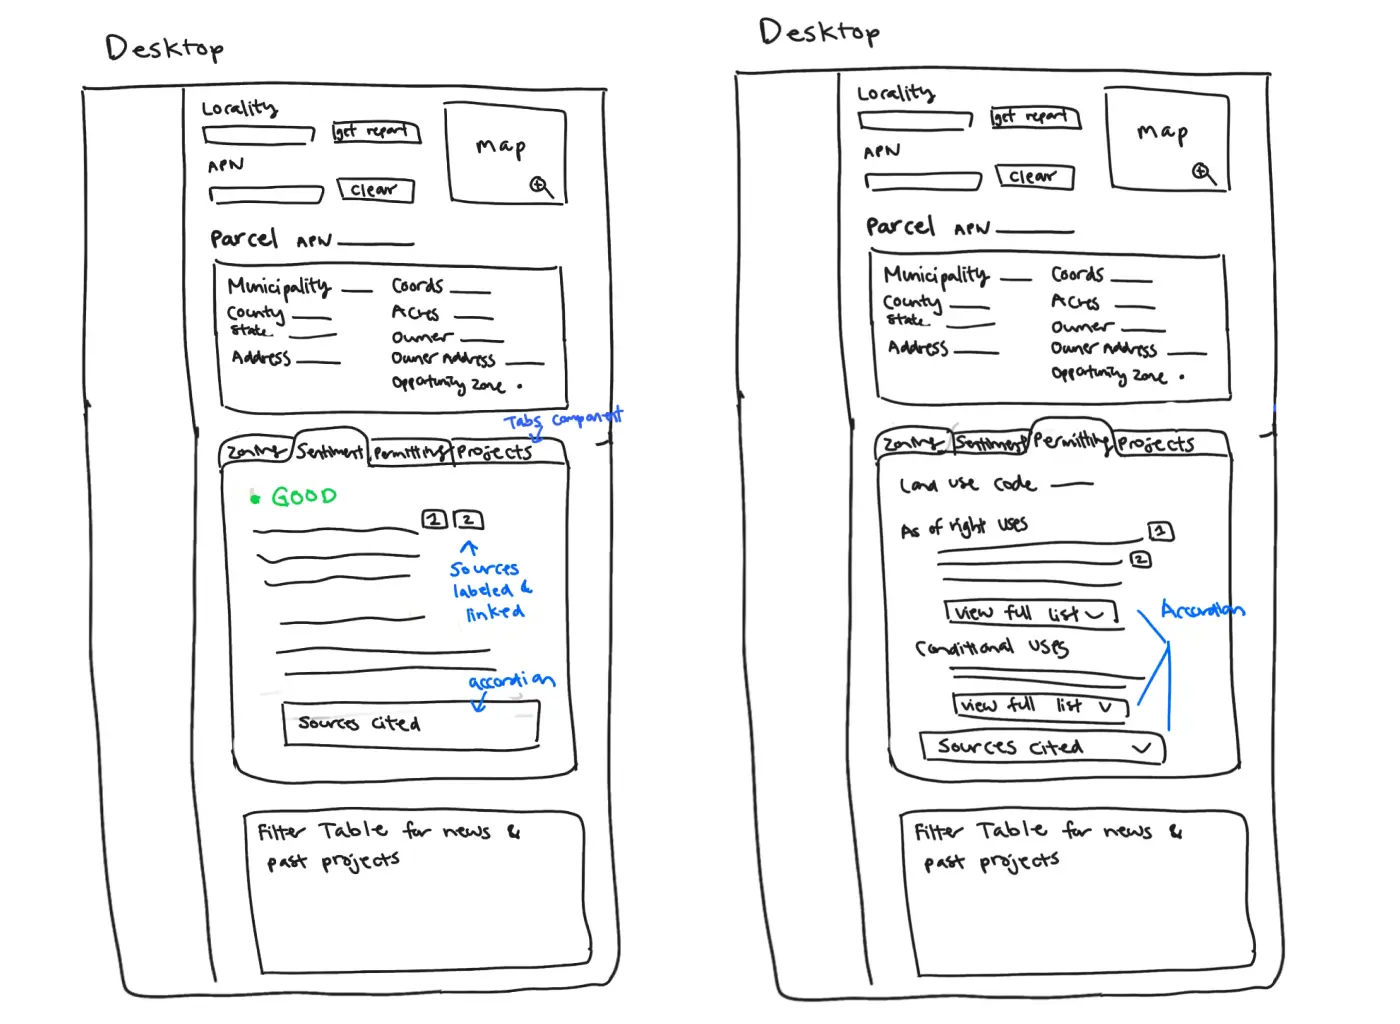 Desktop
Locality
get report
APN
clear
Map
Parcel APN
Municipality
County
State
Address
Coords
Acres
Owner
Owner Address
Opportunity Zone
Tabs component
Zoning
Sentiment
Permitting
Projects
GOOD
1 2
Sources
labeled &
linked
accordian
Sources cited
Filter Table for news &
past projects
Desktop
Locality
get report
APN
clear
Map
Parcel APN
Municipality
County
State
Address
Coords
Acres
Owner
Owner Address
Opportunity Zone
Zoning
Sentiment
Permitting
Projects
Land use code
As of right uses
1
2
view full list
Accordian
Conditional uses
view full list
Sources cited
Filter Table for news &
past projects